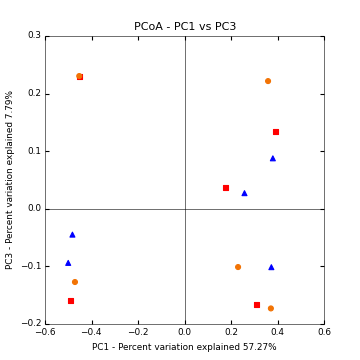 PCoA - PC1 vs PC3
0.3
0.2
0.1
0.0
−0.1
−0.2
PC3 - Percent variation explained 7.79%
−0.6 −0.4 −0.2 0.0 0.2 0.4 0.6
PC1 - Percent variation explained 57.27%